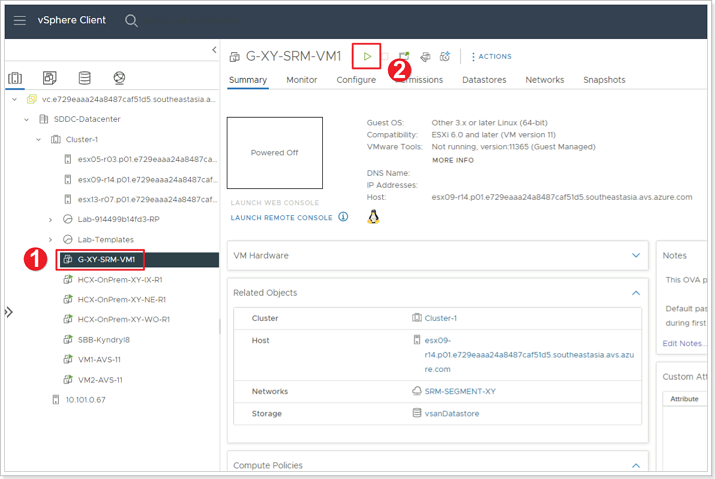 vSphere Client
G-XY-SRM-VM1
2
ACTIONS
Summary
Monitor
Configure
ermissions
Datastores
Networks
Snapshots
vc.e729eaaa24a8487caf51d5.southeastasia.a...
SDDC-Datacenter
Cluster-1
esx05-r03.p01.e729eaaa24a8487ca...
esx09-r14.p01.e729eaaa24a8487caf...
esx13-r07.p01.e729eaaa24a8487caf...
Lab-914499b14fd3-RP
Lab-Templates
1
G-XY-SRM-VM1
HCX-OnPrem-XY-IX-R1
HCX-OnPrem-XY-NE-R1
HCX-OnPrem-XY-WO-R1
SBB-Kyndryl8
VM1-AVS-11
VM2-AVS-11
10.101.0.67
Powered Off
LAUNCH WEB CONSOLE
LAUNCH REMOTE CONSOLE
Guest OS: Other 3.x or later Linux (64-bit)
Compatibility: ESXi 6.0 and later (VM version 11)
VMware Tools: Not running, version:11365 (Guest Managed)
MORE INFO
DNS Name:
IP Addresses:
Host: esx09-r14.p01.e729eaaa24a8487caf51d5.southeastasia.avs.azure.com
VM Hardware
Related Objects
Cluster Cluster-1
Host esx09-
r14.p01.e729eaaa24a8487caf51d5.southeastasia.avs.azu
re.com
Networks SRM-SEGMENT-XY
Storage vsanDatastore
Compute Policies
Notes
This OVA p
Default pas
during first
Edit Notes...
Custom Att
Attribute